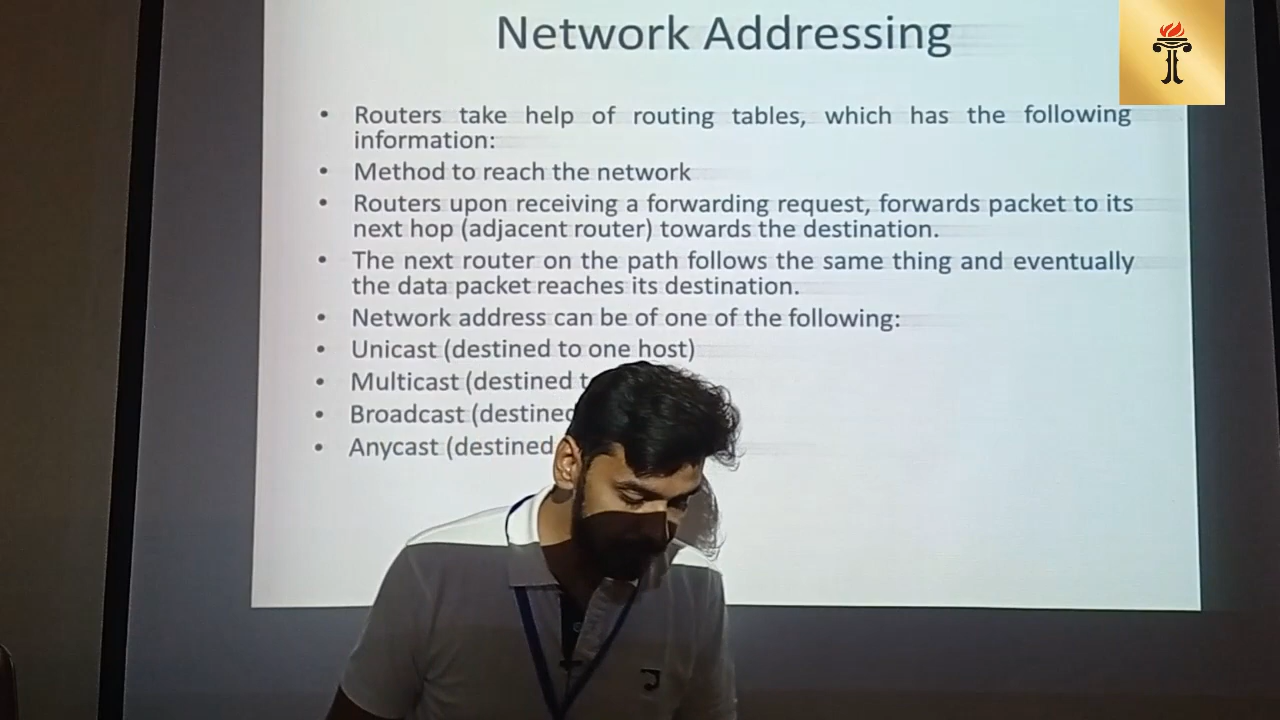 Network Addressing
• Routers take help of routing tables, which has the following
information:
• Method to reach the network
• Routers upon receiving a forwarding request, forwards packet to its
next hop (adjacent router) towards the destination.
• The next router on the path follows the same thing and eventually
the data packet reaches its destination.
• Network address can be of one of the following:
• Unicast (destined to one host)
• Multicast (destined
• Broadcast (destined
• Anycast (destined